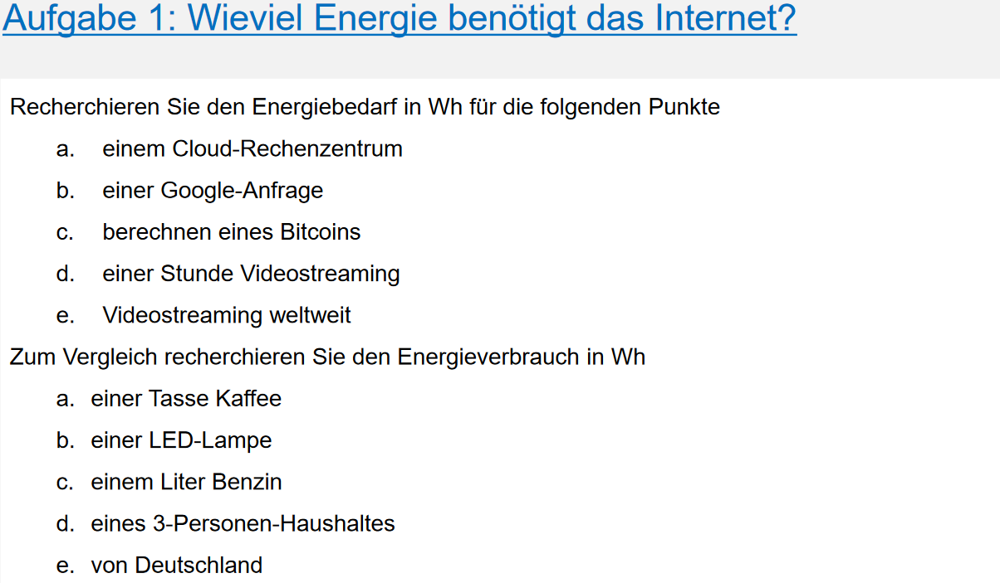 Aufgabe 1: Wieviel Energie benötigt das Internet?
Recherchieren Sie den Energiebedarf in Wh für die folgenden Punkte
a. einem Cloud-Rechenzentrum
b. einer Google-Anfrage
c. berechnen eines Bitcoins
d. einer Stunde Videostreaming
e. Videostreaming weltweit
Zum Vergleich recherchieren Sie den Energieverbrauch in Wh
a. einer Tasse Kaffee
b. einer LED-Lampe
c. einem Liter Benzin
d. eines 3-Personen-Haushaltes
e. von Deutschland